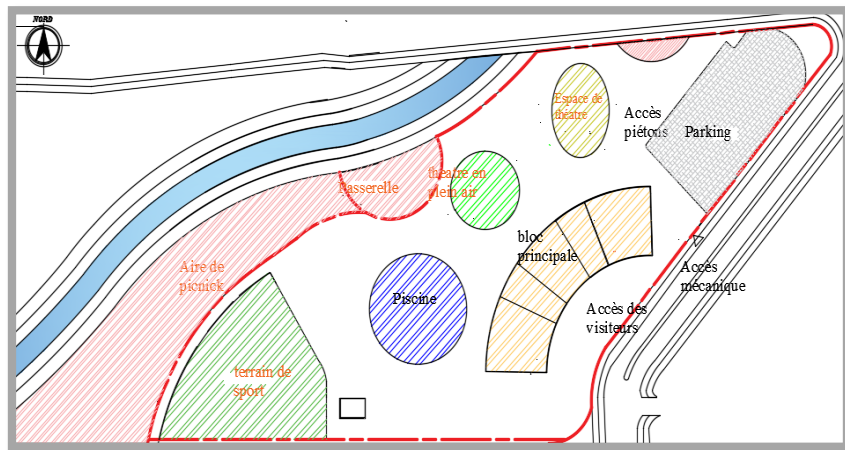 NORD
Espace de
théatre
Accès
piétons
Parking
théatre en
plein air
Passerelle
bloc
principale
Aire de
picnick
Accès
mécanique
Piscine
Accès des
visiteurs
terrain de
sport